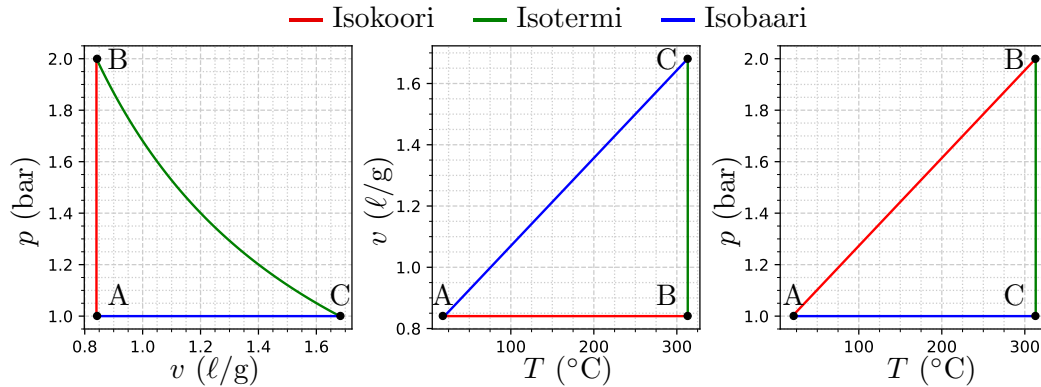 Isokoori Isotermi Isobaari
2.0
1.8
1.6
1.4
1.2
1.0
p (bar)
B
A
C
0.8 1.0 1.2 1.4 1.6
v (ℓ/g)
1.6
1.4
1.2
1.0
0.8
v (ℓ/g)
C
A
B
100 200 300
T (°C)
2.0
1.8
1.6
1.4
1.2
1.0
p (bar)
B
A
C
100 200 300
T (°C)